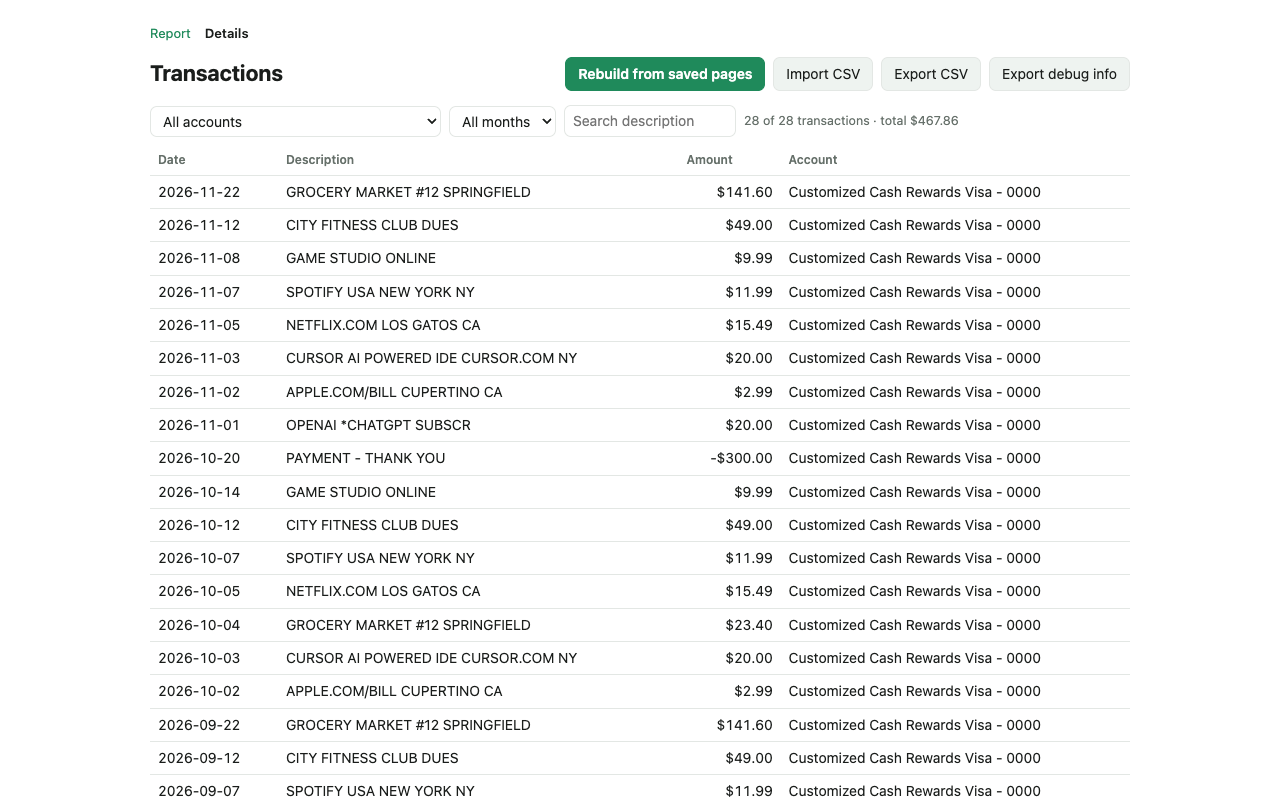 Report Details
Transactions Rebuild from saved pages Import CSV Export CSV Export debug info
All accounts All months Search description 28 of 28 transactions · total $467.86
Date Description Amount Account
2026-11-22 GROCERY MARKET #12 SPRINGFIELD $141.60 Customized Cash Rewards Visa - 0000
2026-11-12 CITY FITNESS CLUB DUES $49.00 Customized Cash Rewards Visa - 0000
2026-11-08 GAME STUDIO ONLINE $9.99 Customized Cash Rewards Visa - 0000
2026-11-07 SPOTIFY USA NEW YORK NY $11.99 Customized Cash Rewards Visa - 0000
2026-11-05 NETFLIX.COM LOS GATOS CA $15.49 Customized Cash Rewards Visa - 0000
2026-11-03 CURSOR AI POWERED IDE CURSOR.COM NY $20.00 Customized Cash Rewards Visa - 0000
2026-11-02 APPLE.COM/BILL CUPERTINO CA $2.99 Customized Cash Rewards Visa - 0000
2026-11-01 OPENAI *CHATGPT SUBSCR $20.00 Customized Cash Rewards Visa - 0000
2026-10-20 PAYMENT - THANK YOU -$300.00 Customized Cash Rewards Visa - 0000
2026-10-14 GAME STUDIO ONLINE $9.99 Customized Cash Rewards Visa - 0000
2026-10-12 CITY FITNESS CLUB DUES $49.00 Customized Cash Rewards Visa - 0000
2026-10-07 SPOTIFY USA NEW YORK NY $11.99 Customized Cash Rewards Visa - 0000
2026-10-05 NETFLIX.COM LOS GATOS CA $15.49 Customized Cash Rewards Visa - 0000
2026-10-04 GROCERY MARKET #12 SPRINGFIELD $23.40 Customized Cash Rewards Visa - 0000
2026-10-03 CURSOR AI POWERED IDE CURSOR.COM NY $20.00 Customized Cash Rewards Visa - 0000
2026-10-02 APPLE.COM/BILL CUPERTINO CA $2.99 Customized Cash Rewards Visa - 0000
2026-09-22 GROCERY MARKET #12 SPRINGFIELD $141.60 Customized Cash Rewards Visa - 0000
2026-09-12 CITY FITNESS CLUB DUES $49.00 Customized Cash Rewards Visa - 0000
2026-09-07 SPOTIFY USA NEW YORK NY $11.99 Customized Cash Rewards Visa - 0000